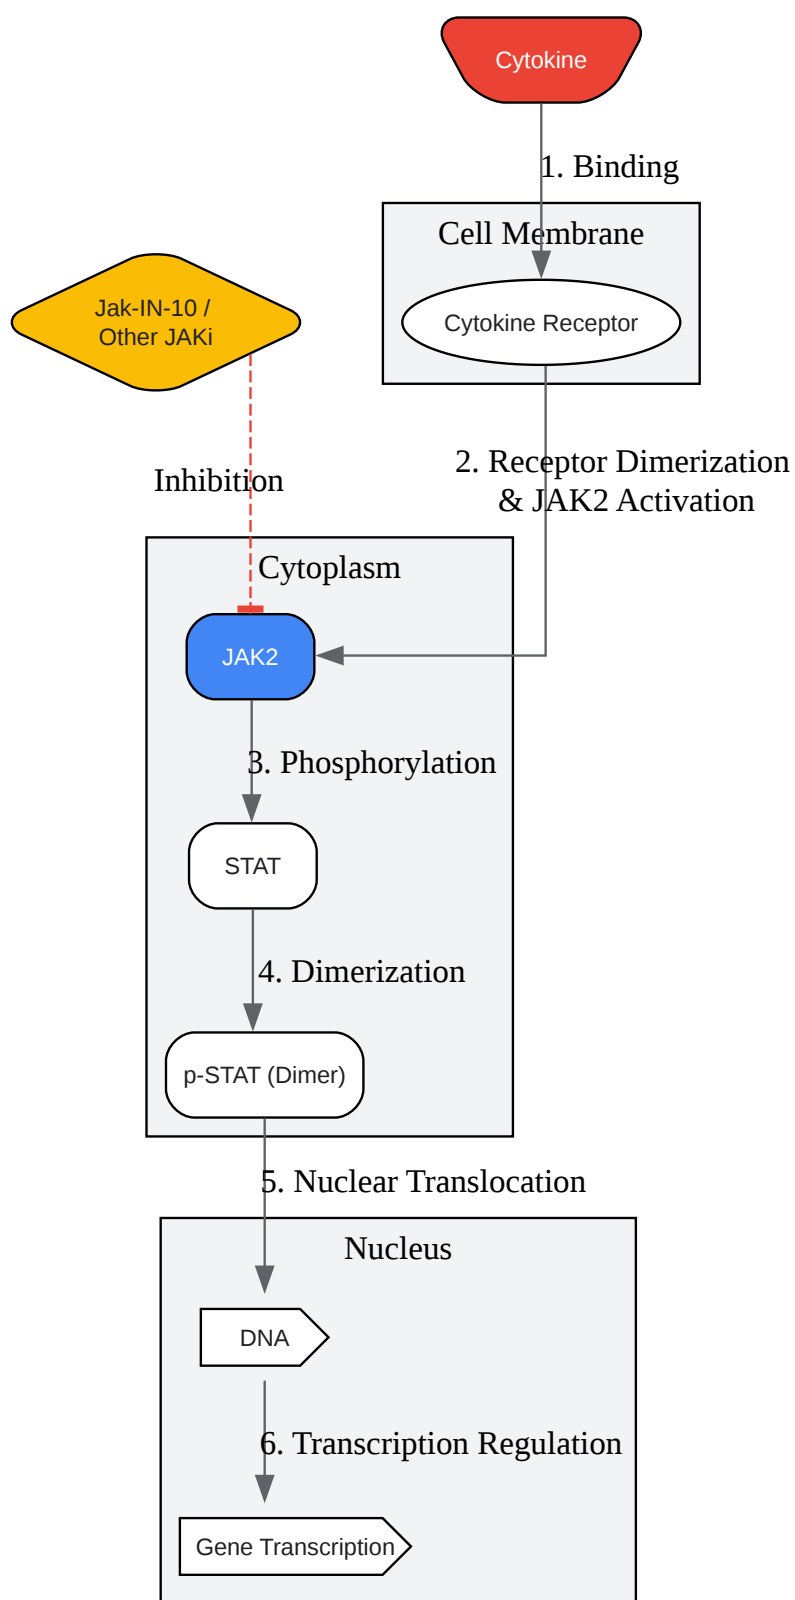 Cytokine
1. Binding
Cell Membrane
Cytokine Receptor
Jak-IN-10 /
Other JAKi
2. Receptor Dimerization
& JAK2 Activation
Inhibition
Cytoplasm
JAK2
3. Phosphorylation
STAT
4. Dimerization
p-STAT (Dimer)
5. Nuclear Translocation
Nucleus
DNA
6. Transcription Regulation
Gene Transcription